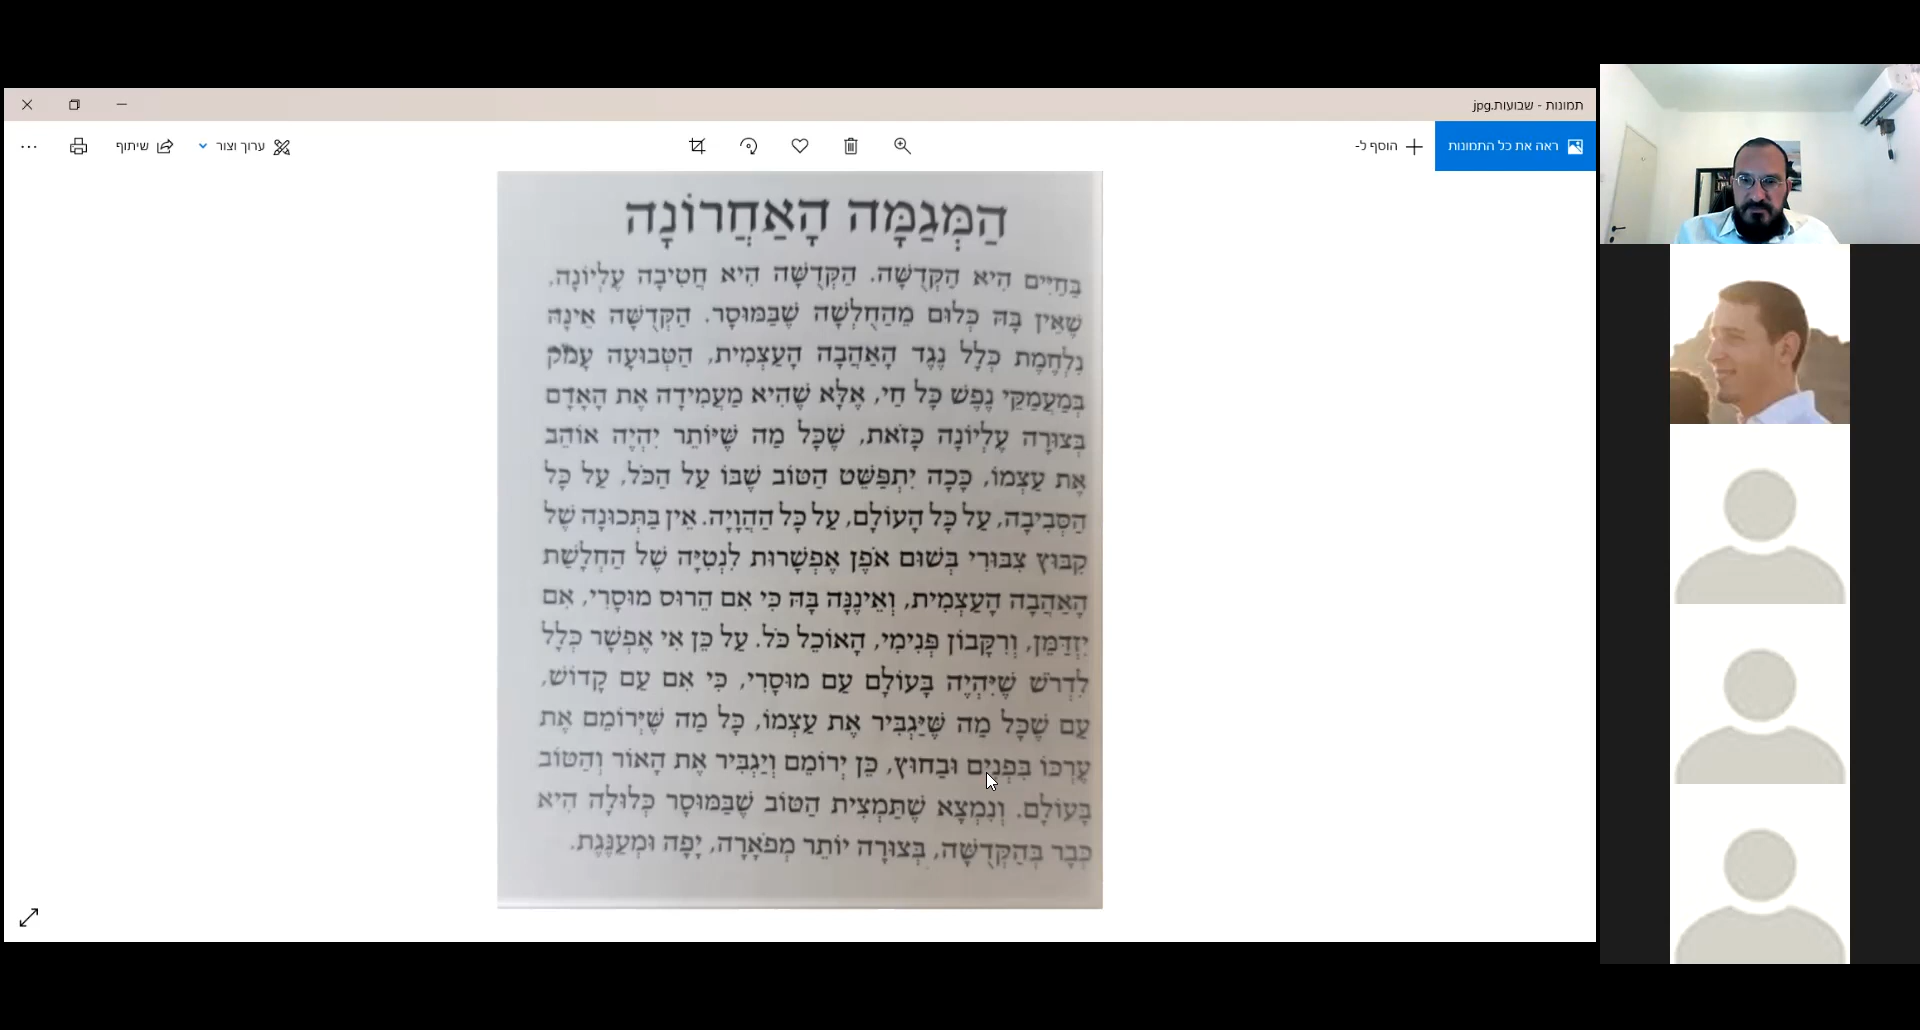 תמונות - שבועות.jpg
ראה את כל התמונות
הוסף ל-
ערוך וצור
שיתוף
הַמְּגַמָּה הָאַחֲרוֹנָה
בַּחַיִּים הִיא הַקְּדֻשָּׁה. הַקְּדֻשָּׁה הִיא חֲטִיבָה עֶלְיוֹנָה,
שֶׁאֵין בָּהּ כְּלוּם מֵהַחֻלְשָׁה שֶׁבַּמּוּסָר. הַקְּדֻשָּׁה אֵינָהּ
נִלְחֶמֶת כְּלָל נֶגֶד הָאַהֲבָה הָעַצְמִית, הַטְּבוּעָה עָמֹק
בְּמַעֲמַקֵּי נֶפֶשׁ כָּל חַי, אֶלָּא שֶׁהִיא מַעֲמִידָה אֶת הָאָדָם
בְּצוּרָה עֶלְיוֹנָה כָּזֹאת, שֶׁכָּל מַה שֶּׁיּוֹתֵר יִהְיֶה אוֹהֵב
אֶת עַצְמוֹ, כָּכָה יִתְפַּשֵּׁט הַטּוֹב שֶׁבּוֹ עַל הַכֹּל, עַל כָּל
הַסְּבִיבָה, עַל כָּל הָעוֹלָם, עַל כָּל הַהֲוָיָה. אֵין בַּתְּכוּנָה שֶׁל
קִבּוּץ צִבּוּרִי בְּשׁוּם אֹפֶן אֶפְשָׁרוּת לִנְטִיָּה שֶׁל הַחְלָשַׁת
הָאַהֲבָה הָעַצְמִית, וְאֵינֶנָּה בָּהּ כִּי אִם הֵרוּס מוּסָרִי, אִם
יִזְדַּמֵּן, וְרִקָּבוֹן פְּנִימִי, הָאוֹכֵל כֹּל. עַל כֵּן אִי אֶפְשָׁר כְּלָל
לִדְרֹשׁ שֶׁיִּהְיֶה בָּעוֹלָם עַם מוּסָרִי, כִּי אִם עַם קָדוֹשׁ,
עַם שֶׁכָּל מַה שֶּׁיַּגְבִּיר אֶת עַצְמוֹ, כָּל מַה שֶּׁיְּרוֹמֵם אֶת
עֶרְכּוֹ בִּפְנִים וּבַחוּץ, כֵּן יְרוֹמֵם וְיַגְבִּיר אֶת הָאוֹר וְהַטּוֹב
בָּעוֹלָם. וְנִמְצָא שֶׁתַּמְצִית הַטּוֹב שֶׁבַּמּוּסָר כְּלוּלָה הִיא
כְּבָר בְּהַקְּדֻשָּׁה, בְּצוּרָה יוֹתֵר מְפֹאָרָה, יָפָה וּמְעַנֶּגֶת.